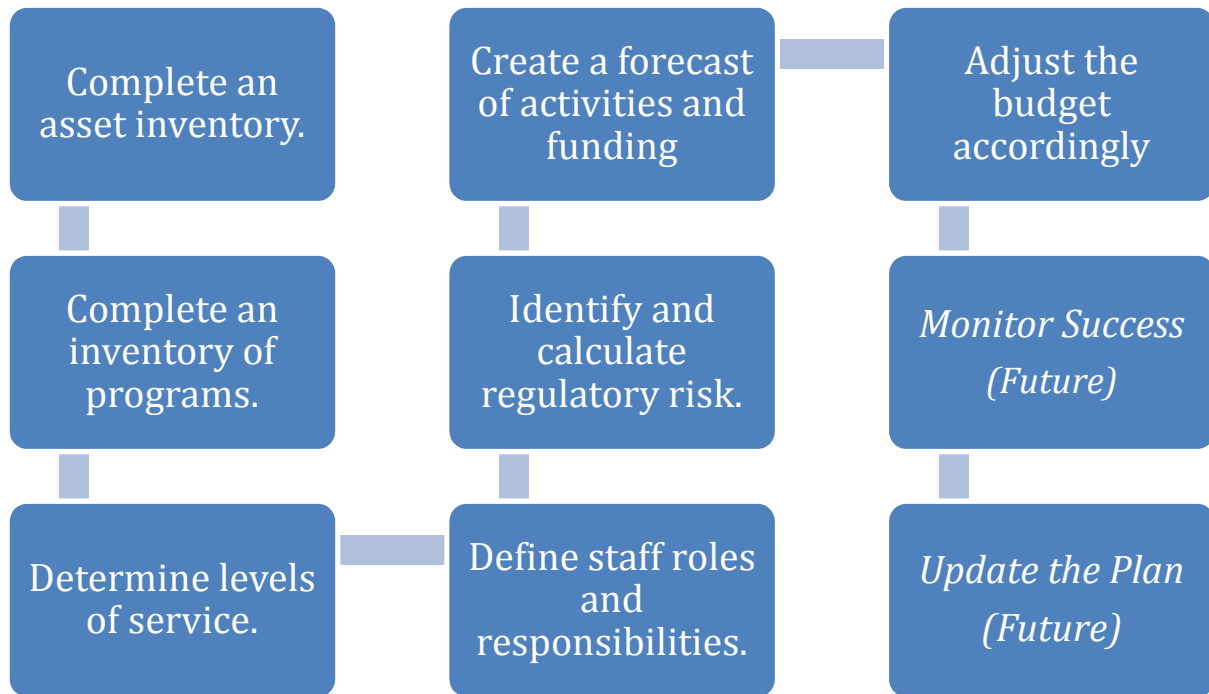 Complete an
asset inventory.
Complete an
inventory of
programs.
Determine levels
of service.
Define staff roles
and
responsibilities.
Identify and
calculate
regulatory risk.
Create a forecast
of activities and
funding
Adjust the
budget
accordingly
Monitor Success
(Future)
Update the Plan
(Future)